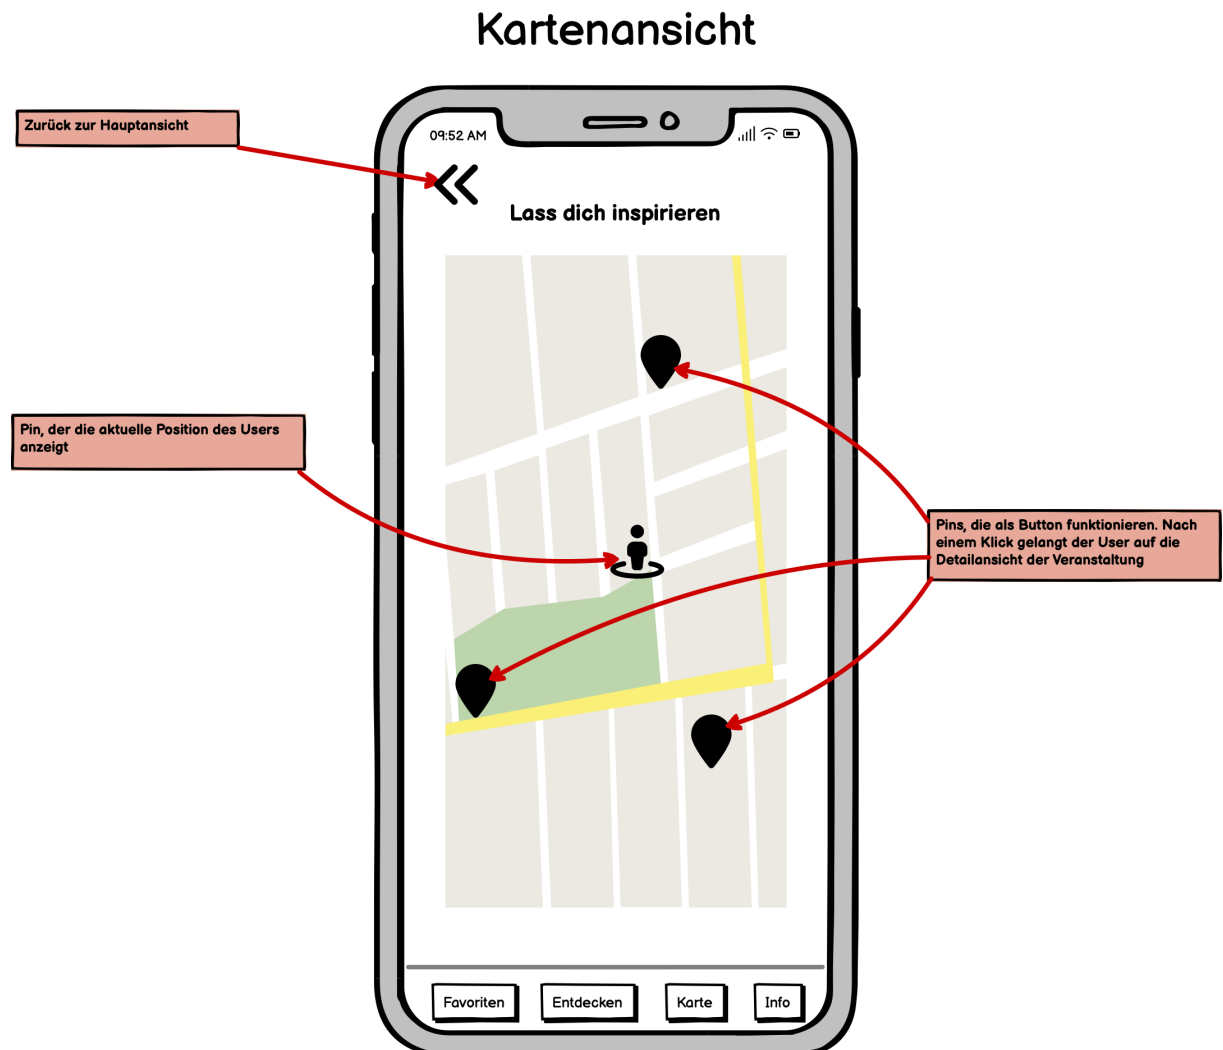 Kartenansicht
Zurück zur Hauptansicht
09:52 AM
Lass dich inspirieren
Pin, der die aktuelle Position des Users
anzeigt
Pins, die als Button funktionieren. Nach
einem Klick gelangt der User auf die
Detailansicht der Veranstaltung
Favoriten
Entdecken
Karte
Info